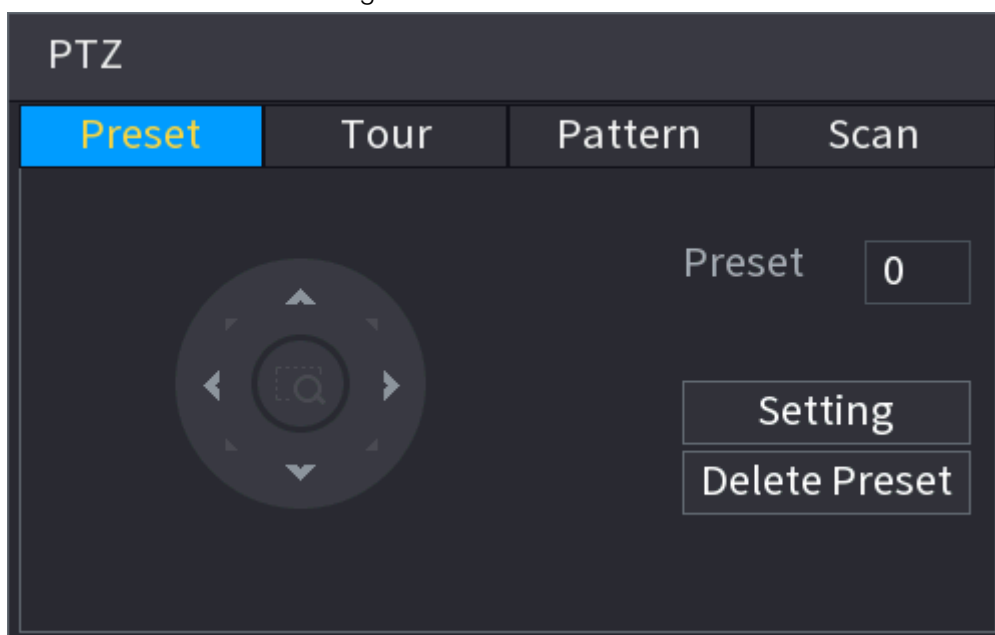 PTZ
Preset Tour Pattern Scan
Preset 0
Setting
Delete Preset